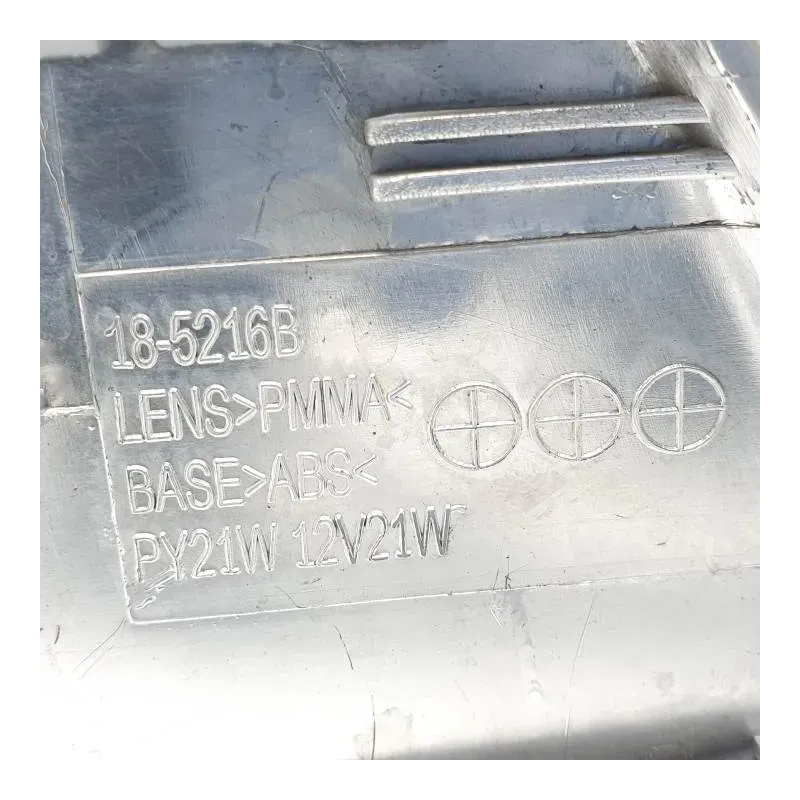 18-5216B
LENS>PMMA<
BASE>ABS<
PY21W 12V21W